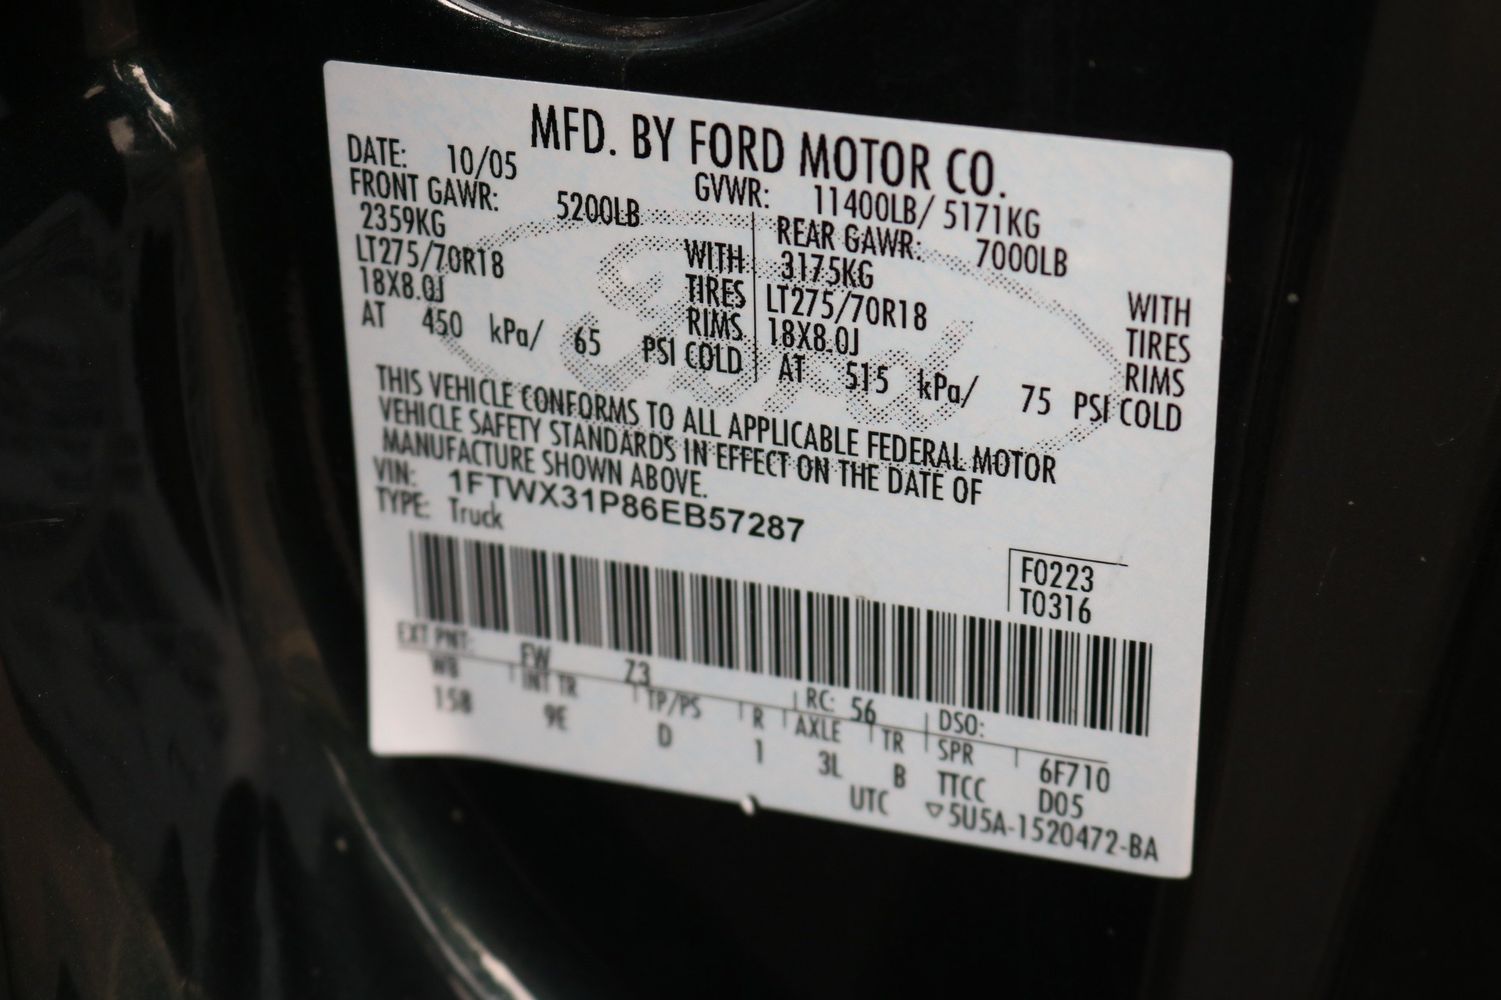 MFD. BY FORD MOTOR CO.
DATE: 10/05 GVWR: 11400LB/ 5171KG
FRONT GAWR: 5200LB REAR GAWR: 7000LB
2359KG WITH 3175KG WITH
LT275/70R18 TIRES LT275/70R18 TIRES
18X8.0J RIMS 18X8.0J RIMS
AT 450 kPa/ 65 PSI COLD AT 515 kPa/ 75 PSI COLD
THIS VEHICLE CONFORMS TO ALL APPLICABLE FEDERAL MOTOR
VEHICLE SAFETY STANDARDS IN EFFECT ON THE DATE OF
MANUFACTURE SHOWN ABOVE.
VIN: 1FTWX31P86EB57287
TYPE: Truck
F0223
T0316
EXT PNT: FW Z3 RC: 56 DSO:
WB INT TR TP/PS R AXLE TR SPR 6F710
158 9E D 1 3L B TTCC D05
UTC ▽5U5A-1520472-BA
Ford